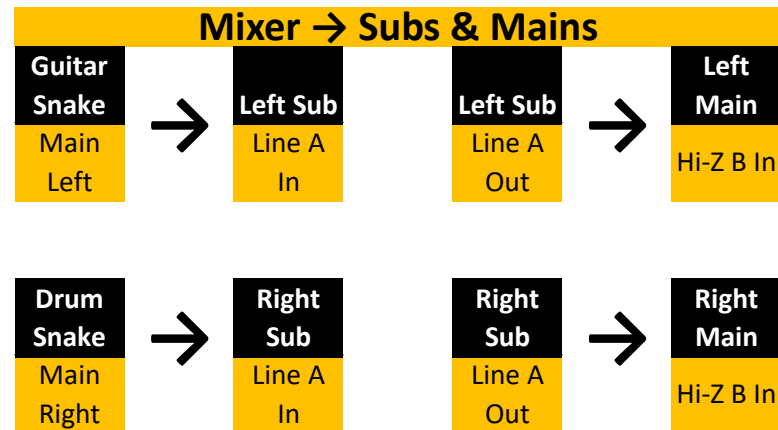 Mixer → Subs & Mains
Guitar
Snake
Main
Left
→
Left Sub
Line A
In
Left Sub
Line A
Out
→
Left
Main
Hi-Z B In
Drum
Snake
Main
Right
→
Right
Sub
Line A
In
Right
Sub
Line A
Out
→
Right
Main
Hi-Z B In